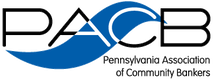 PACB
Pennsylvania Association
of Community Bankers